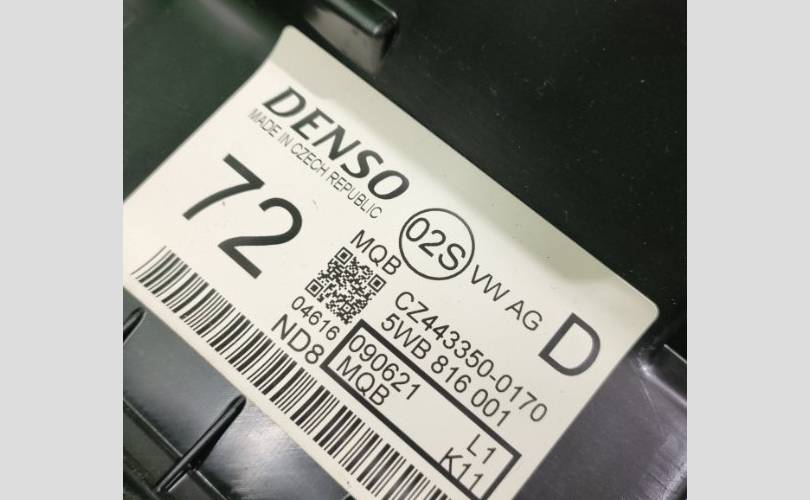 DENSO
MADE IN CZECH REPUBLIC
72
02S
VW AG
D
MQB
04616
CZ443350-0170
5WB 816 001
ND8
090621
MQB
L1
K11